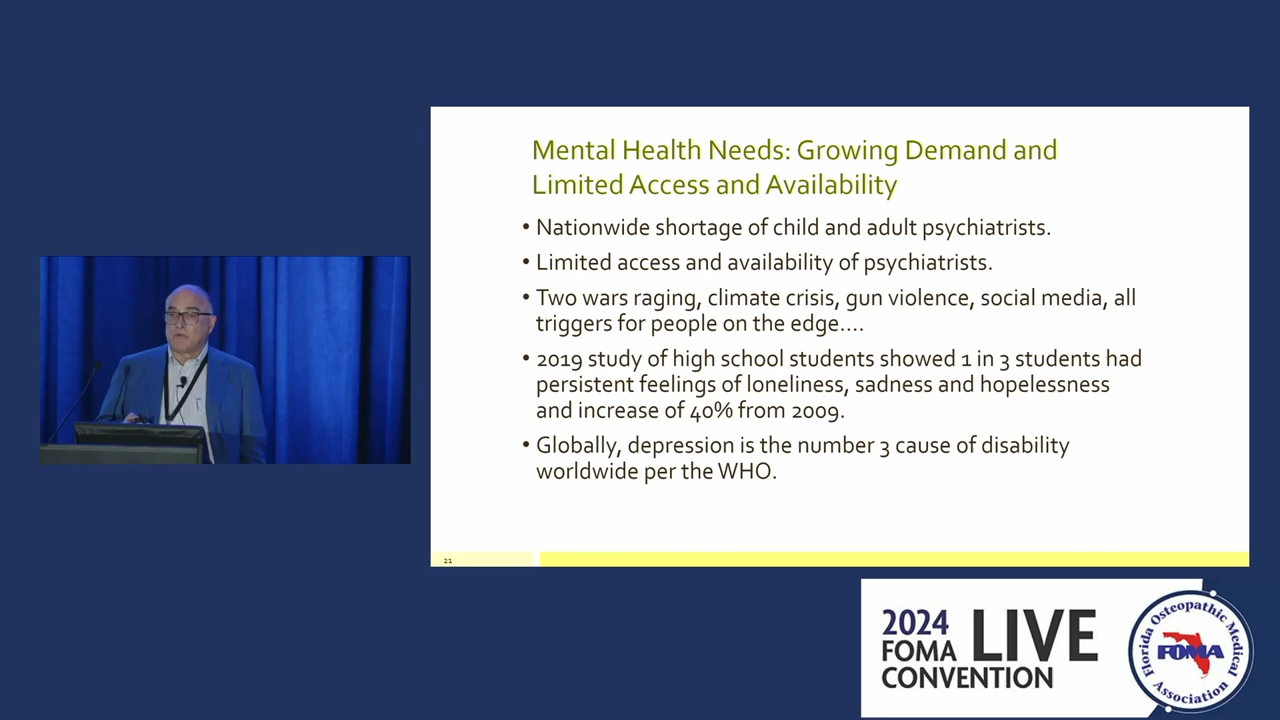 Mental Health Needs: Growing Demand and
Limited Access and Availability
• Nationwide shortage of child and adult psychiatrists.
• Limited access and availability of psychiatrists.
• Two wars raging, climate crisis, gun violence, social media, all
triggers for people on the edge....
• 2019 study of high school students showed 1 in 3 students had
persistent feelings of loneliness, sadness and hopelessness
and increase of 40% from 2009.
• Globally, depression is the number 3 cause of disability
worldwide per the WHO.
21
2024
FOMA
CONVENTION
LIVE
Florida Osteopathic Medical
FOMA
Association